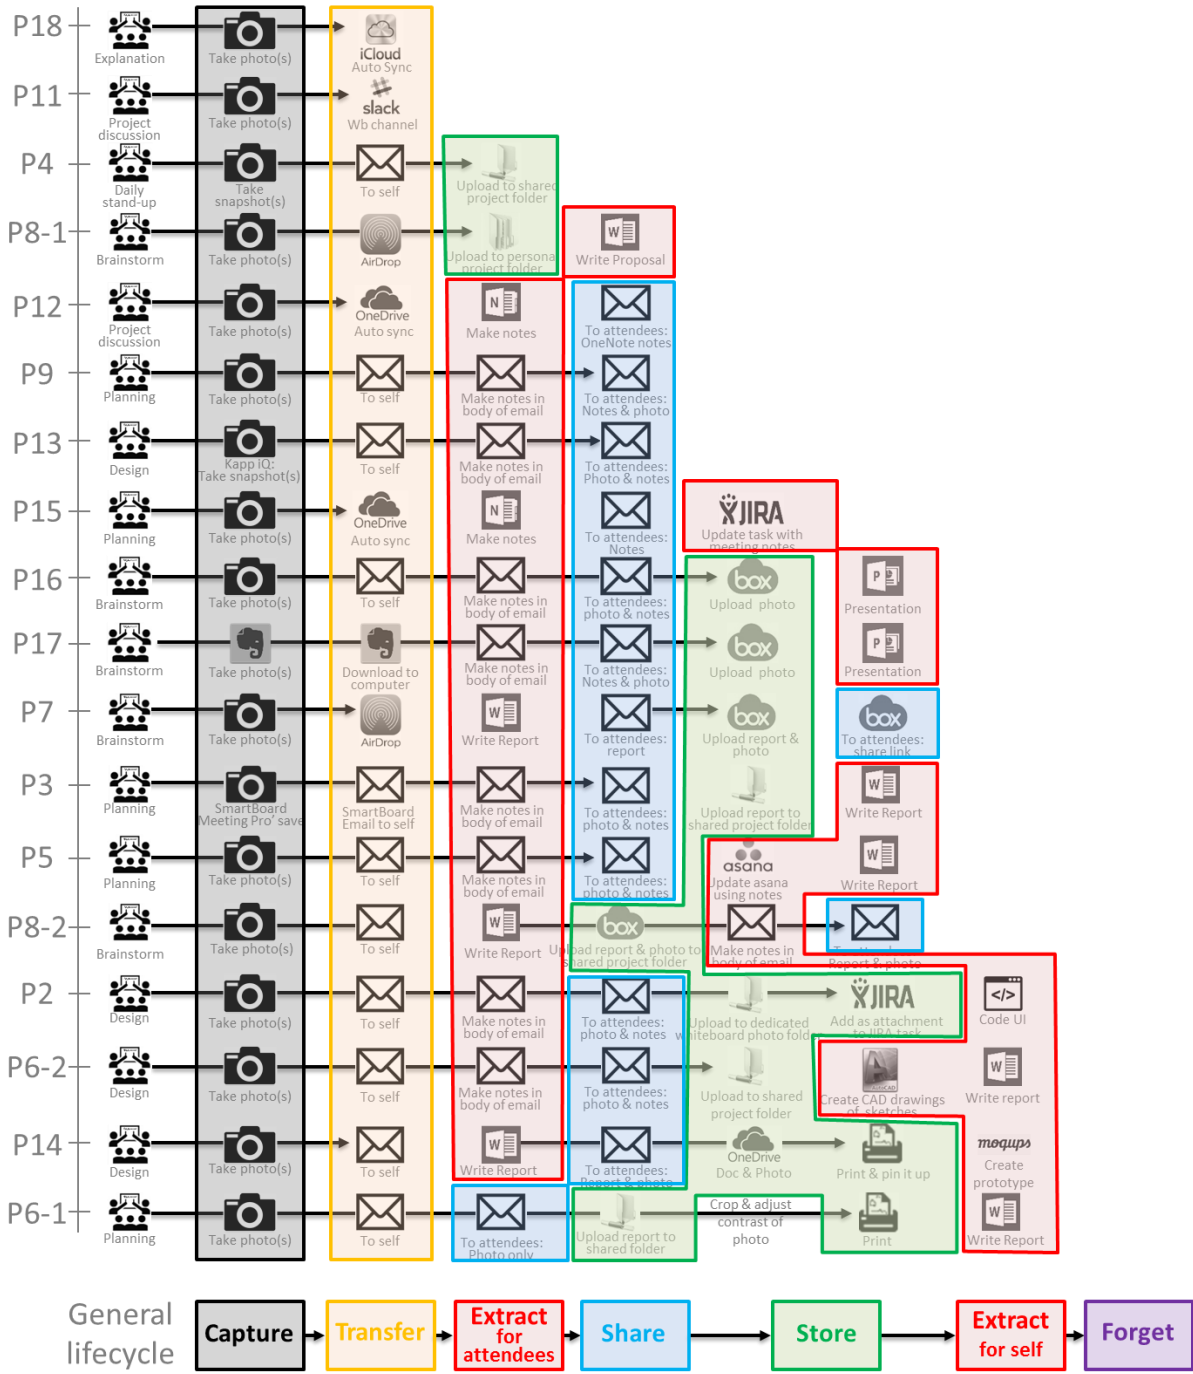 P18
Explanation
Take photo(s)
iCloud
Auto Sync
P11
Project
discussion
Take photo(s)
slack
Wb channel
P4
Daily
stand-up
Take
snapshot(s)
To self
Upload to shared
project folder
P8-1
Brainstorm
Take photo(s)
AirDrop
Upload to persona
project folder
W
Write Proposal
P12
Project
discussion
Take photo(s)
OneDrive
Auto sync
N
Make notes
To attendees:
OneNote notes
P9
Planning
Take photo(s)
To self
Make notes in
body of email
To attendees:
Notes & photo
P13
Design
Kapp iQ:
Take snapshot(s)
To self
Make notes in
body of email
To attendees:
Photo & notes
P15
Planning
Take photo(s)
OneDrive
Auto sync
N
Make notes
To attendees:
Notes
JIRA
Update task with
meeting notes
P16
Brainstorm
Take photo(s)
To self
Make notes in
body of email
To attendees:
photo & notes
box
Upload photo
P
Presentation
P17
Brainstorm
Take photo(s)
Download to
computer
Make notes in
body of email
To attendees:
Notes & photo
box
Upload photo
P
Presentation
P7
Brainstorm
Take photo(s)
AirDrop
W
Write Report
To attendees:
report
box
Upload report &
photo
box
To attendees:
share link
P3
Planning
SmartBoard
Meeting Pro' save
SmartBoard
Email to self
Make notes in
body of email
To attendees:
photo & notes
Upload report to
shared project folder
W
Write Report
P5
Planning
Take photo(s)
To self
Make notes in
body of email
To attendees:
photo & notes
asana
Update asana
using notes
W
Write Report
P8-2
Brainstorm
Take photo(s)
To self
W
Write Report
box
Upload report & photo to
shared project folder
Make notes in
body of email
Report & photo
P2
Design
Take photo(s)
To self
Make notes in
body of email
To attendees:
photo & notes
Upload to dedicated
whiteboard photo folder
JIRA
Add as attachment
to JIRA task
</>
Code UI
P6-2
Design
Take photo(s)
To self
Make notes in
body of email
To attendees:
photo & notes
Upload to shared
project folder
Create CAD drawings
of sketches
W
Write report
P14
Design
Take photo(s)
To self
W
Write Report
To attendees:
Report & photo
OneDrive
Doc & Photo
Print & pin it up
moqups
Create
prototype
P6-1
Planning
Take photo(s)
To self
To attendees:
Photo only
Upload report to
shared folder
Crop & adjust
contrast of
photo
Print
W
Write Report
General
lifecycle
Capture
Transfer
Extract
for
attendees
Share
Store
Extract
for self
Forget